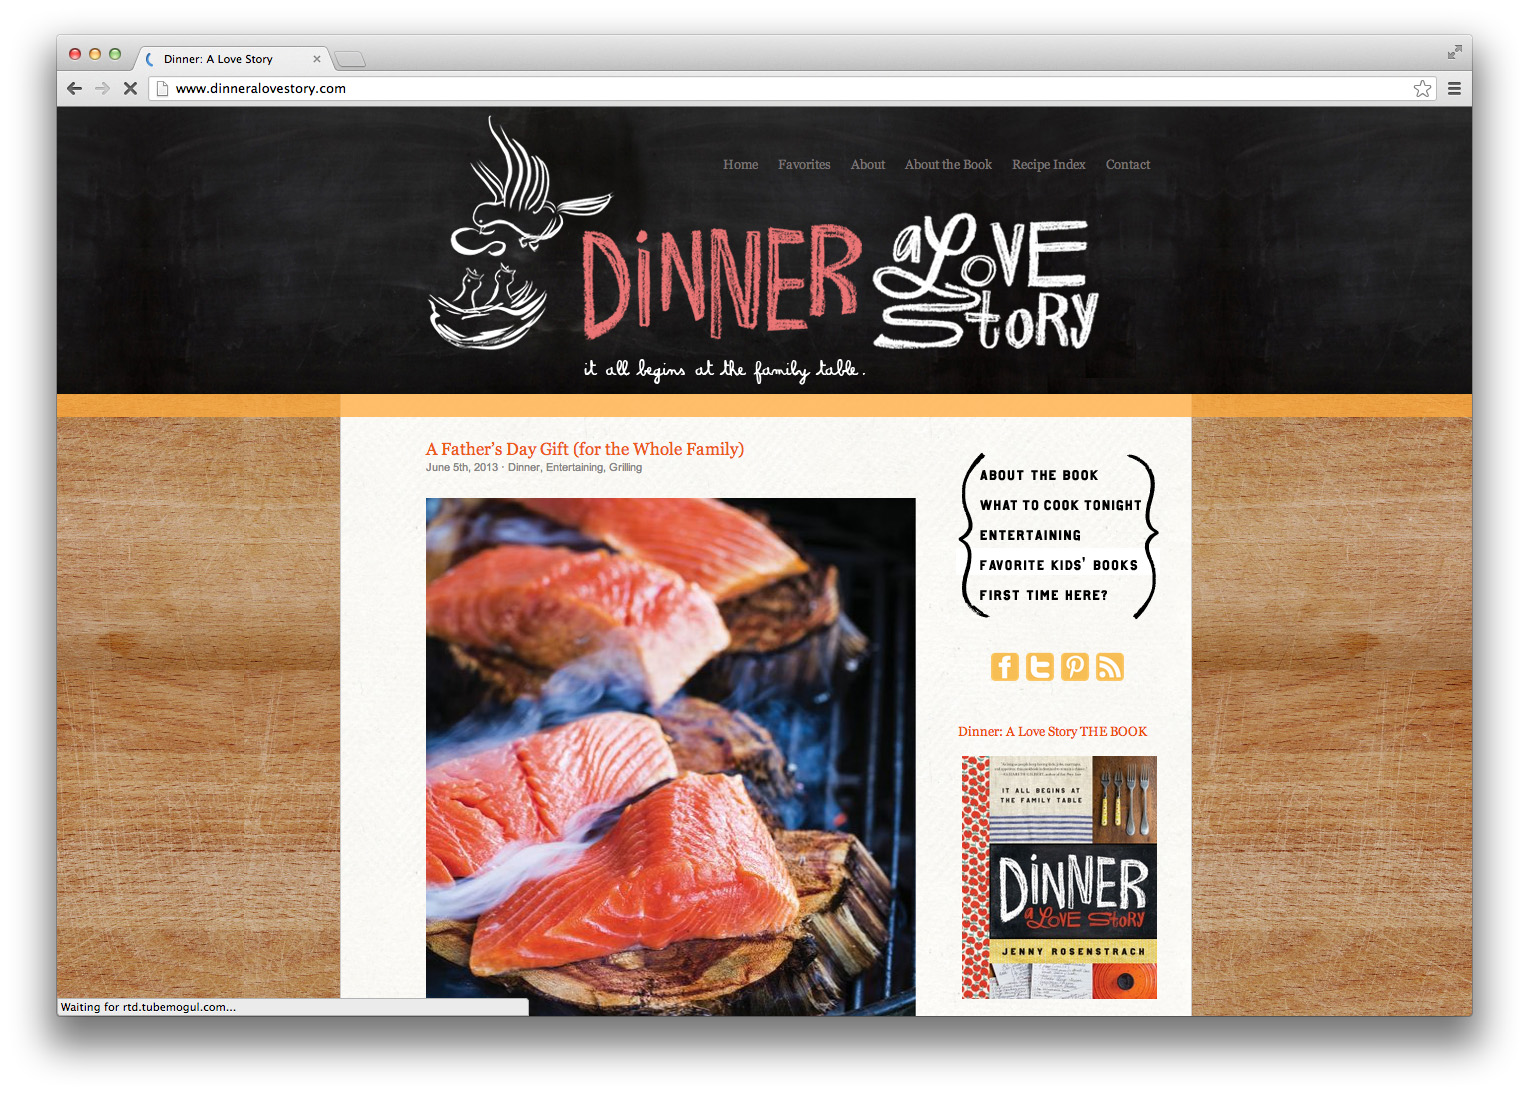 Dinner: A Love Story
www.dinneralovestory.com
Home Favorites About About the Book Recipe Index Contact
DINNER a LOVE STORY
it all begins at the family table.
A Father's Day Gift (for the Whole Family)
June 5th, 2013 · Dinner, Entertaining, Grilling
ABOUT THE BOOK
WHAT TO COOK TONIGHT
ENTERTAINING
FAVORITE KIDS' BOOKS
FIRST TIME HERE?
Dinner: A Love Story THE BOOK
IT ALL BEGINS AT
THE FAMILY TABLE
DINNER
a LOVE STORY
JENNY ROSENSTRACH
Waiting for rtd.tubemogul.com...